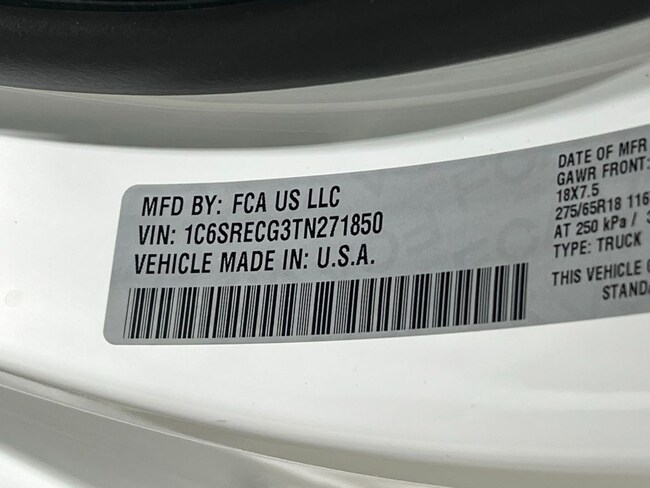 MFD BY: FCA US LLC
VIN: 1C6SRECG3TN271850
VEHICLE MADE IN: U.S.A.
DATE OF MFR
GAWR FRONT:
18X7.5
275/65R18 116
AT 250 kPa /
TYPE: TRUCK
THIS VEHICLE